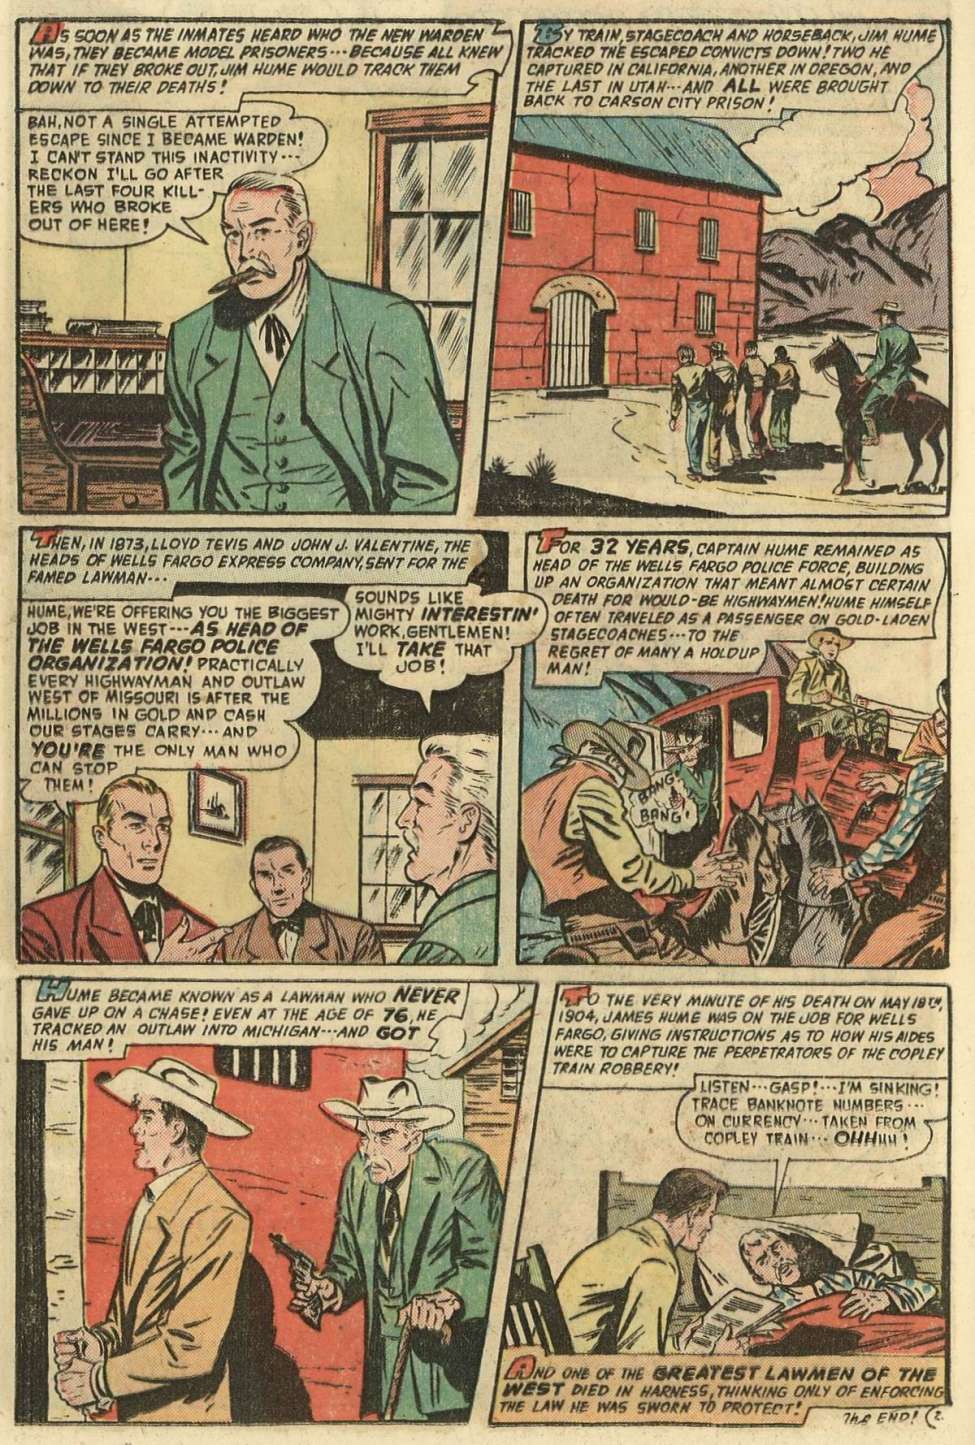 AS SOON AS THE INMATES HEARD WHO THE NEW WARDEN
WAS, THEY BECAME MODEL PRISONERS--- BECAUSE ALL KNEW
THAT IF THEY BROKE OUT, JIM HUME WOULD TRACK THEM
DOWN TO THEIR DEATHS!
BAH, NOT A SINGLE ATTEMPTED
ESCAPE SINCE I BECAME WARDEN!
I CAN'T STAND THIS INACTIVITY---
RECKON I'LL GO AFTER
THE LAST FOUR KILL-
ERS WHO BROKE
OUT OF HERE!
BY TRAIN, STAGECOACH AND HORSEBACK, JIM HUME
TRACKED THE ESCAPED CONVICTS DOWN! TWO HE
CAPTURED IN CALIFORNIA, ANOTHER IN OREGON, AND
THE LAST IN UTAH---AND ALL WERE BROUGHT
BACK TO CARSON CITY PRISON!
THEN, IN 1873, LLOYD TEVIS AND JOHN J. VALENTINE, THE
HEADS OF WELLS FARGO EXPRESS COMPANY, SENT FOR THE
FAMED LAWMAN---
HUME, WE'RE OFFERING YOU THE BIGGEST
JOB IN THE WEST---AS HEAD OF
THE WELLS FARGO POLICE
ORGANIZATION! PRACTICALLY
EVERY HIGHWAYMAN AND OUTLAW
WEST OF MISSOURI IS AFTER THE
MILLIONS IN GOLD AND CASH
OUR STAGES CARRY---AND
YOU'RE THE ONLY MAN WHO
CAN STOP
THEM!
SOUNDS LIKE
MIGHTY INTERESTIN'
WORK, GENTLEMEN!
I'LL TAKE THAT
JOB!
FOR 32 YEARS, CAPTAIN HUME REMAINED AS
HEAD OF THE WELLS FARGO POLICE FORCE, BUILDING
UP AN ORGANIZATION THAT MEANT ALMOST CERTAIN
DEATH FOR WOULD-BE HIGHWAYMEN! HUME HIMSELF
OFTEN TRAVELED AS A PASSENGER ON GOLD-LADEN
STAGECOACHES---TO THE
REGRET OF MANY A HOLDUP
MAN!
BANG
BANG!
HUME BECAME KNOWN AS A LAWMAN WHO NEVER
GAVE UP ON A CHASE! EVEN AT THE AGE OF 76, HE
TRACKED AN OUTLAW INTO MICHIGAN---AND GOT
HIS MAN!
TO THE VERY MINUTE OF HIS DEATH ON MAY 18TH,
1904, JAMES HUME WAS ON THE JOB FOR WELLS
FARGO, GIVING INSTRUCTIONS AS TO HOW HIS AIDES
WERE TO CAPTURE THE PERPETRATORS OF THE COPLEY
TRAIN ROBBERY!
LISTEN---GASP!---I'M SINKING!
TRACE BANKNOTE NUMBERS---
ON CURRENCY---TAKEN FROM
COPLEY TRAIN---OHHHH!
AND ONE OF THE GREATEST LAWMEN OF THE
WEST DIED IN HARNESS, THINKING ONLY OF ENFORCING
THE LAW HE WAS SWORN TO PROTECT!
The END! 2